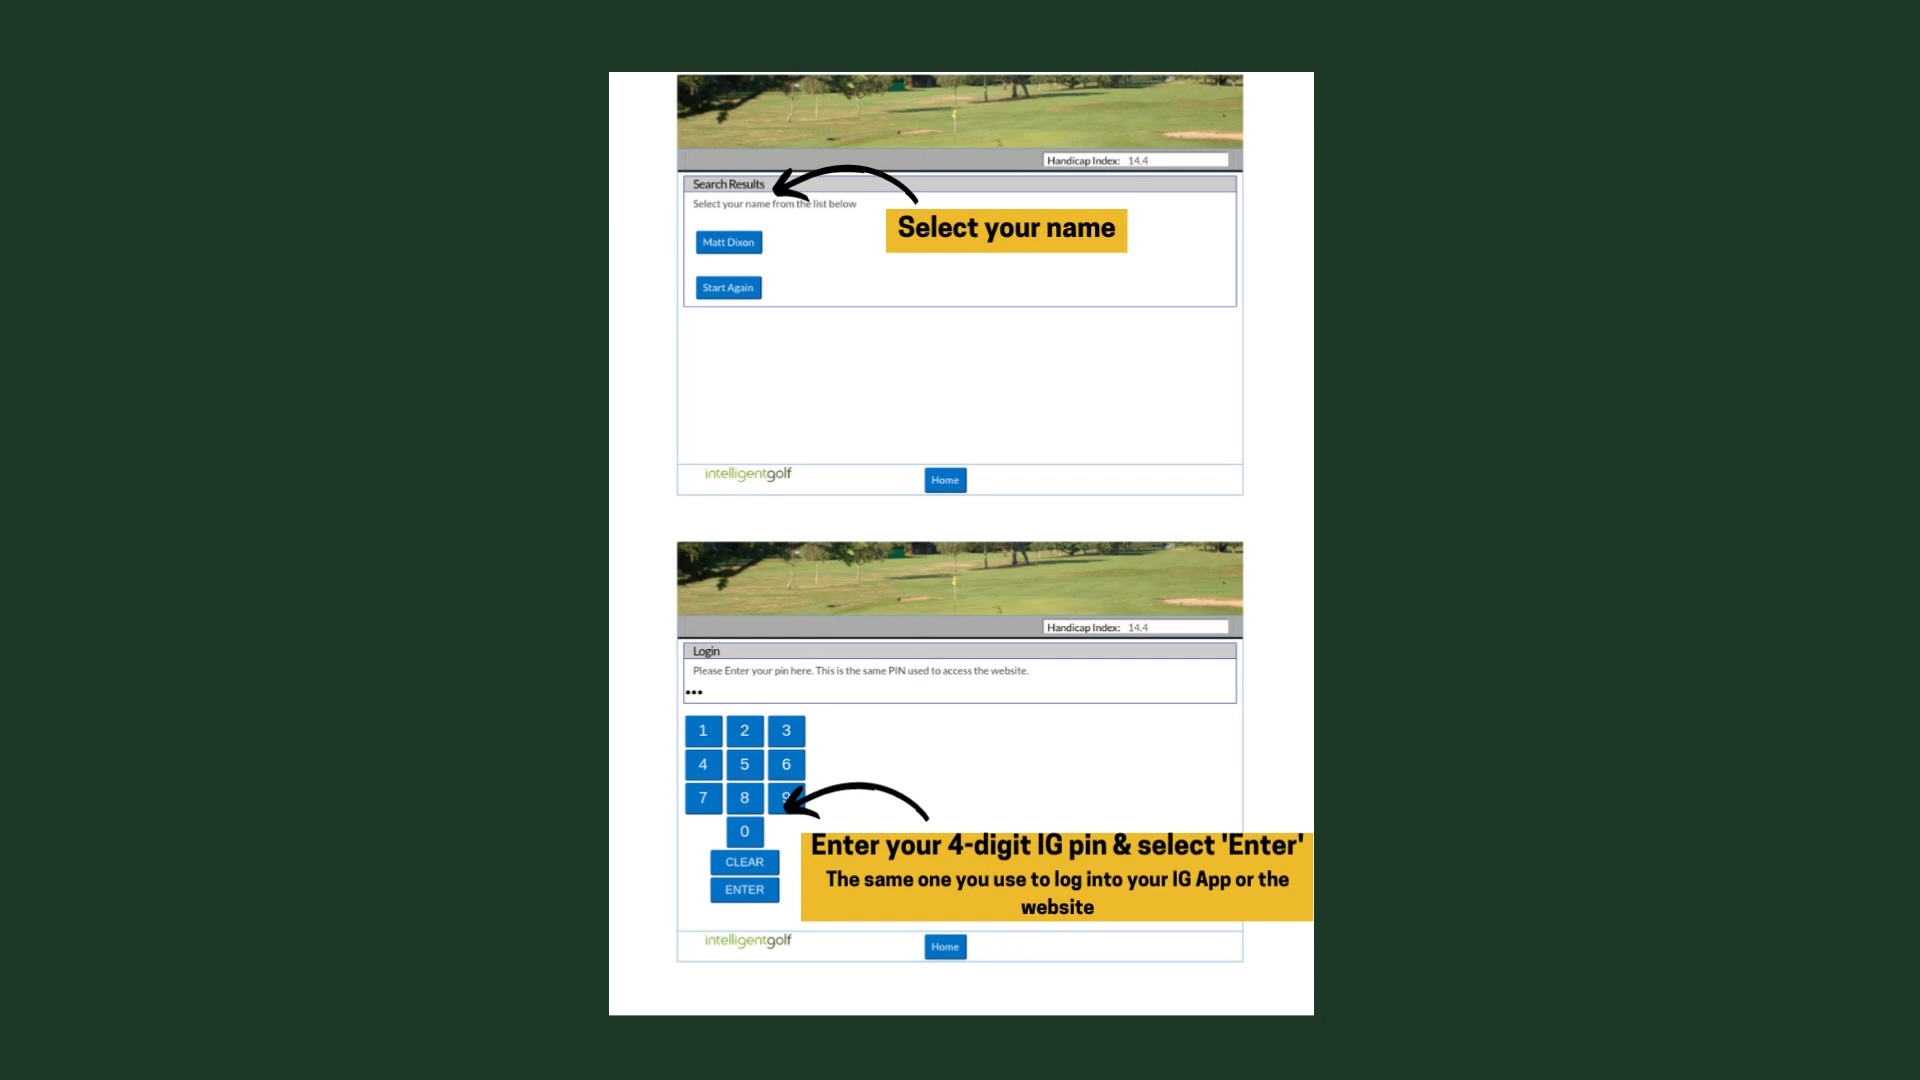 Handicap Index: 14.4
Search Results
Select your name from the list below
Select your name
Matt Dixon
Start Again
intelligentgolf
Home
Handicap Index: 14.4
Login
Please Enter your pin here. This is the same PIN used to access the website.
•••
1 2 3
4 5 6
7 8 9
0
CLEAR
ENTER
Enter your 4-digit IG pin & select 'Enter'
The same one you use to log into your IG App or the
website
intelligentgolf
Home